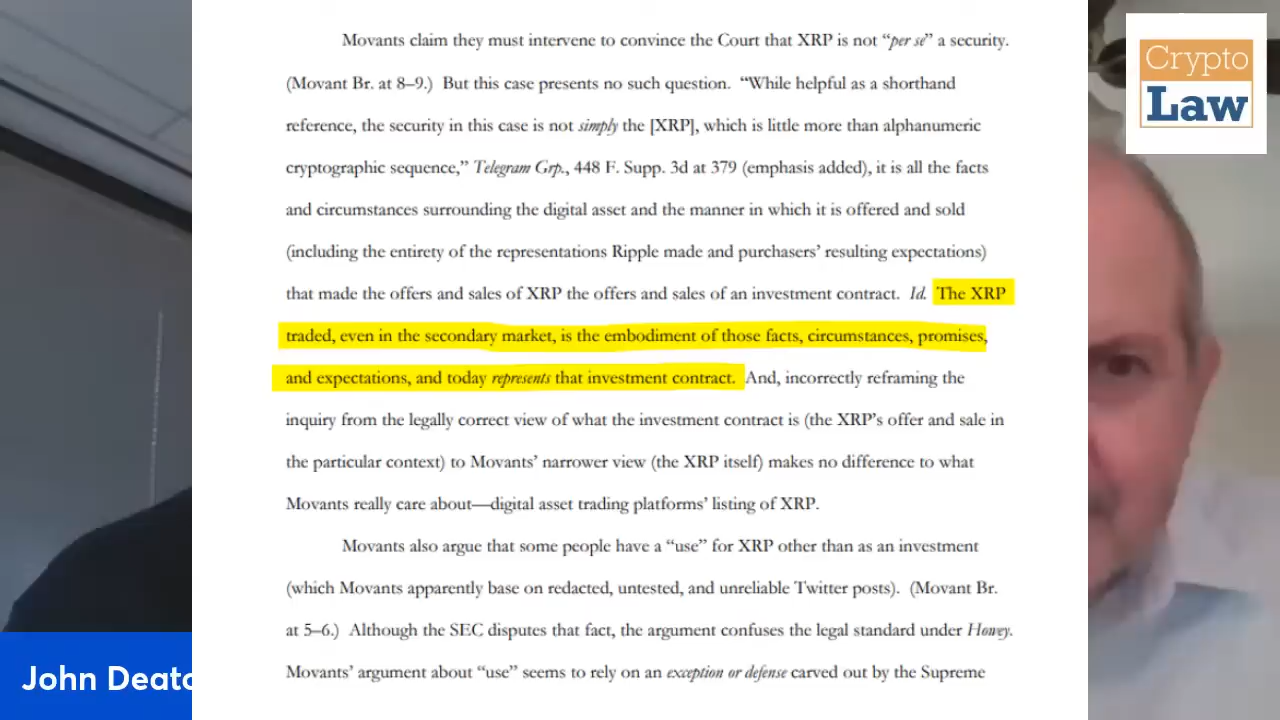 Movants claim they must intervene to convince the Court that XRP is not “per se” a security.
(Movant Br. at 8–9.) But this case presents no such question. “While helpful as a shorthand
reference, the security in this case is not simply the [XRP], which is little more than alphanumeric
cryptographic sequence,” Telegram Grp., 448 F. Supp. 3d at 379 (emphasis added), it is all the facts
and circumstances surrounding the digital asset and the manner in which it is offered and sold
(including the entirety of the representations Ripple made and purchasers’ resulting expectations)
that made the offers and sales of XRP the offers and sales of an investment contract. Id. The XRP
traded, even in the secondary market, is the embodiment of those facts, circumstances, promises,
and expectations, and today represents that investment contract. And, incorrectly reframing the
inquiry from the legally correct view of what the investment contract is (the XRP’s offer and sale in
the particular context) to Movants’ narrower view (the XRP itself) makes no difference to what
Movants really care about—digital asset trading platforms’ listing of XRP.
Movants also argue that some people have a “use” for XRP other than as an investment
(which Movants apparently base on redacted, untested, and unreliable Twitter posts). (Movant Br.
at 5–6.) Although the SEC disputes that fact, the argument confuses the legal standard under Howey.
Movants’ argument about “use” seems to rely on an exception or defense carved out by the Supreme
Crypto
Law
John Deato